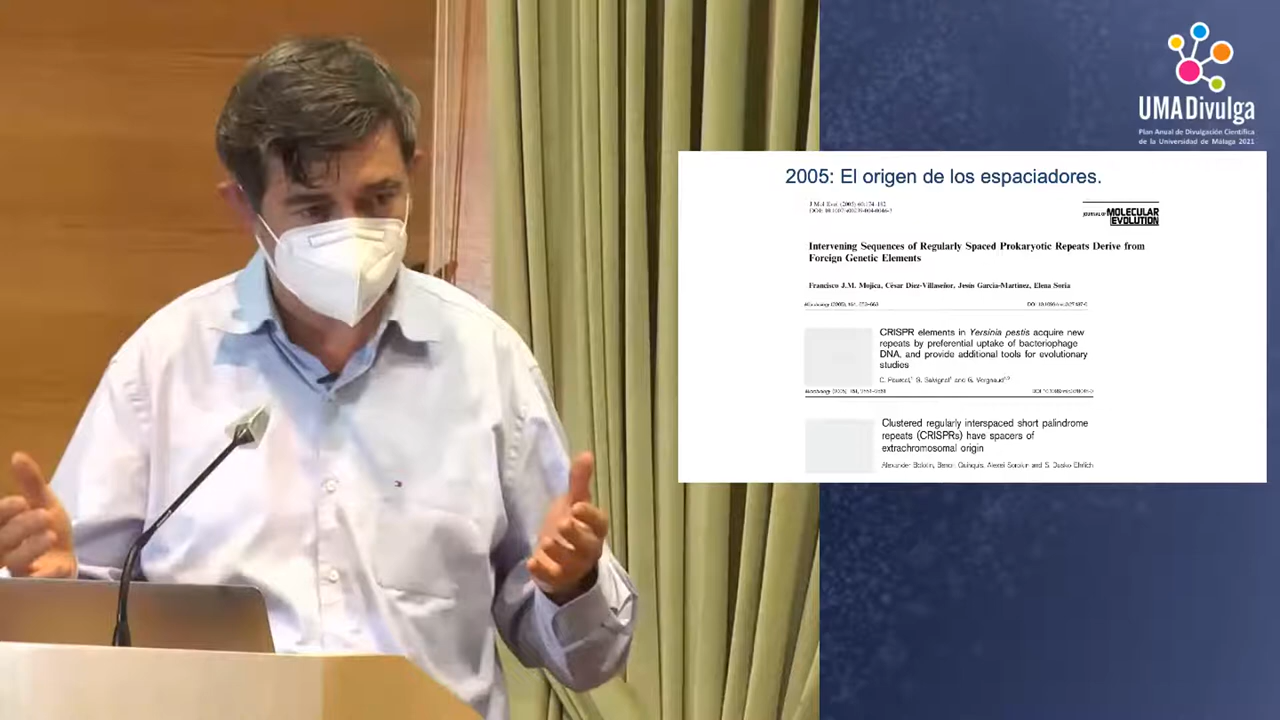 UMADivulga
Plan Anual de Divulgación Científica
de la Universidad de Málaga 2021
2005: El origen de los espaciadores.
JOURNAL OF MOLECULAR
EVOLUTION
Intervening Sequences of Regularly Spaced Prokaryotic Repeats Derive from
Foreign Genetic Elements
Francisco J.M. Mojica, César Díez-Villaseñor, Jesús García-Martínez, Elena Soria
CRISPR elements in Yersinia pestis acquire new
repeats by preferential uptake of bacteriophage
DNA, and provide additional tools for evolutionary
studies
C. Pourcel, G. Salvignol and G. Vergnaud
Clustered regularly interspaced short palindrome
repeats (CRISPRs) have spacers of
extrachromosomal origin
Alexander Bolotin, Benoit Quinquis, Alexei Sorokin and S. Dusko Ehrlich